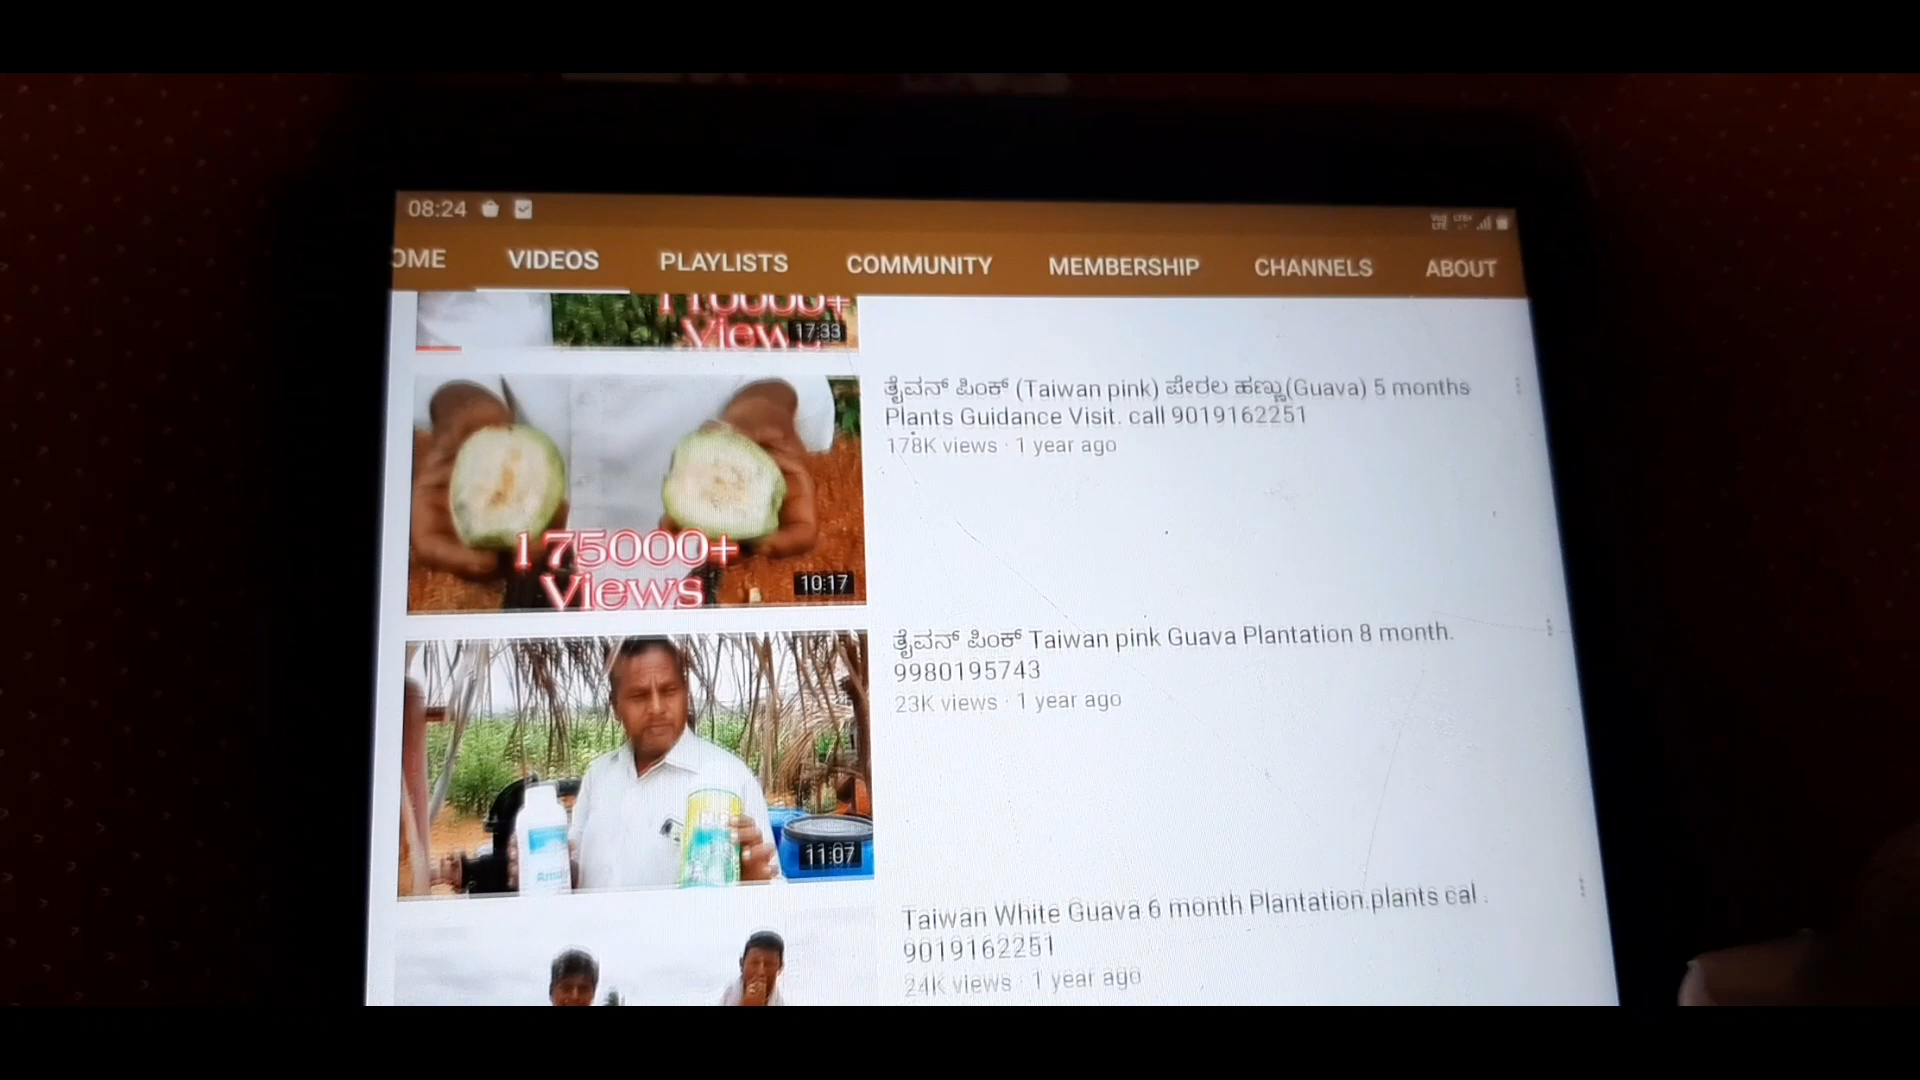 08:24
OME VIDEOS PLAYLISTS COMMUNITY MEMBERSHIP CHANNELS ABOUT
110000+
Views
17:33
ತೈವನ್ ಪಿಂಕ್ (Taiwan pink) ಪೇರಲ ಹಣ್ಣು(Guava) 5 months
Plants Guidance Visit. call 9019162251
178K views · 1 year ago
175000+
Views
10:17
ತೈವನ್ ಪಿಂಕ್ Taiwan pink Guava Plantation 8 month.
9980195743
23K views · 1 year ago
11:07
Taiwan White Guava 6 month Plantation.plants cal .
9019162251
24K views · 1 year ago